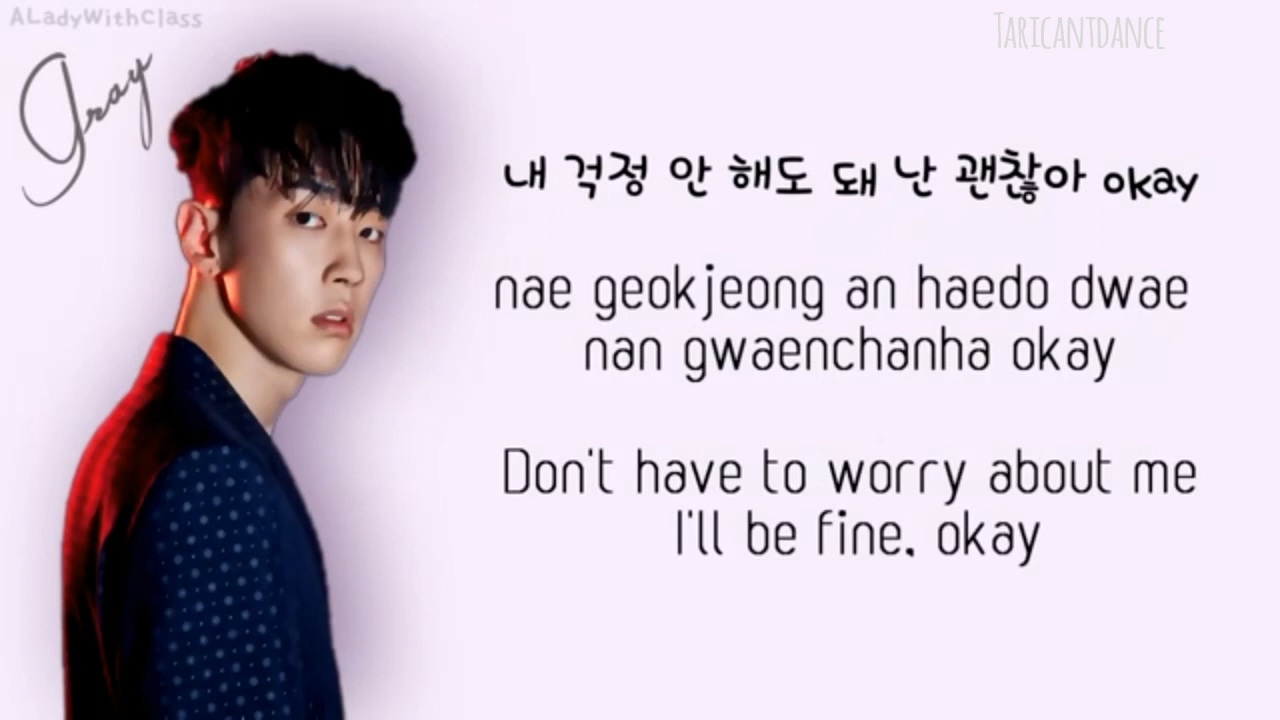 ALadyWithClass
TARICANTDANCE
Gray
내 걱정 안 해도 돼 난 괜찮아 okay
nae geokjeong an haedo dwae
nan gwaenchanha okay
Don't have to worry about me
I'll be fine, okay